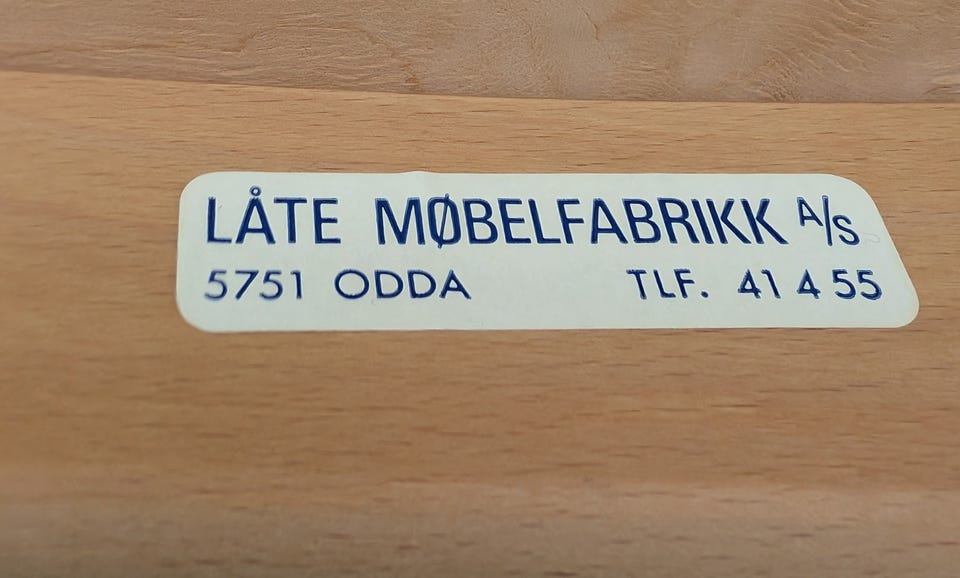 LÅTE MØBELFABRIKK A/S
5751 ODDA TLF. 41 4 55